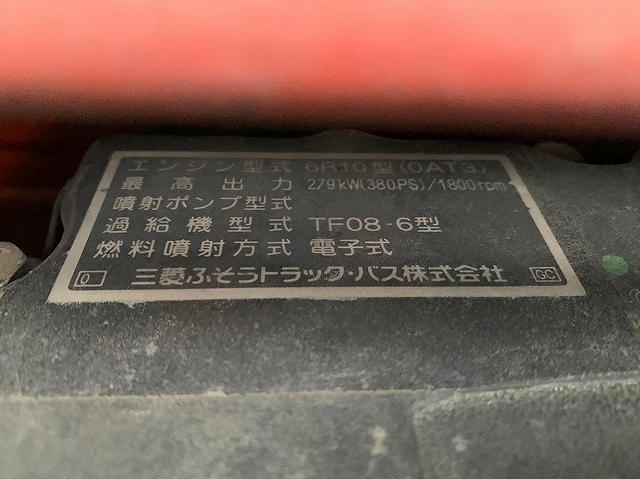 エンジン型式 6R10型(0AT3)
最高出力 279kW(380PS)/1800rpm
噴射ポンプ型式
過給機型式 TF08-6型
燃料噴射方式 電子式
0 三菱ふそうトラック・バス株式会社 GC